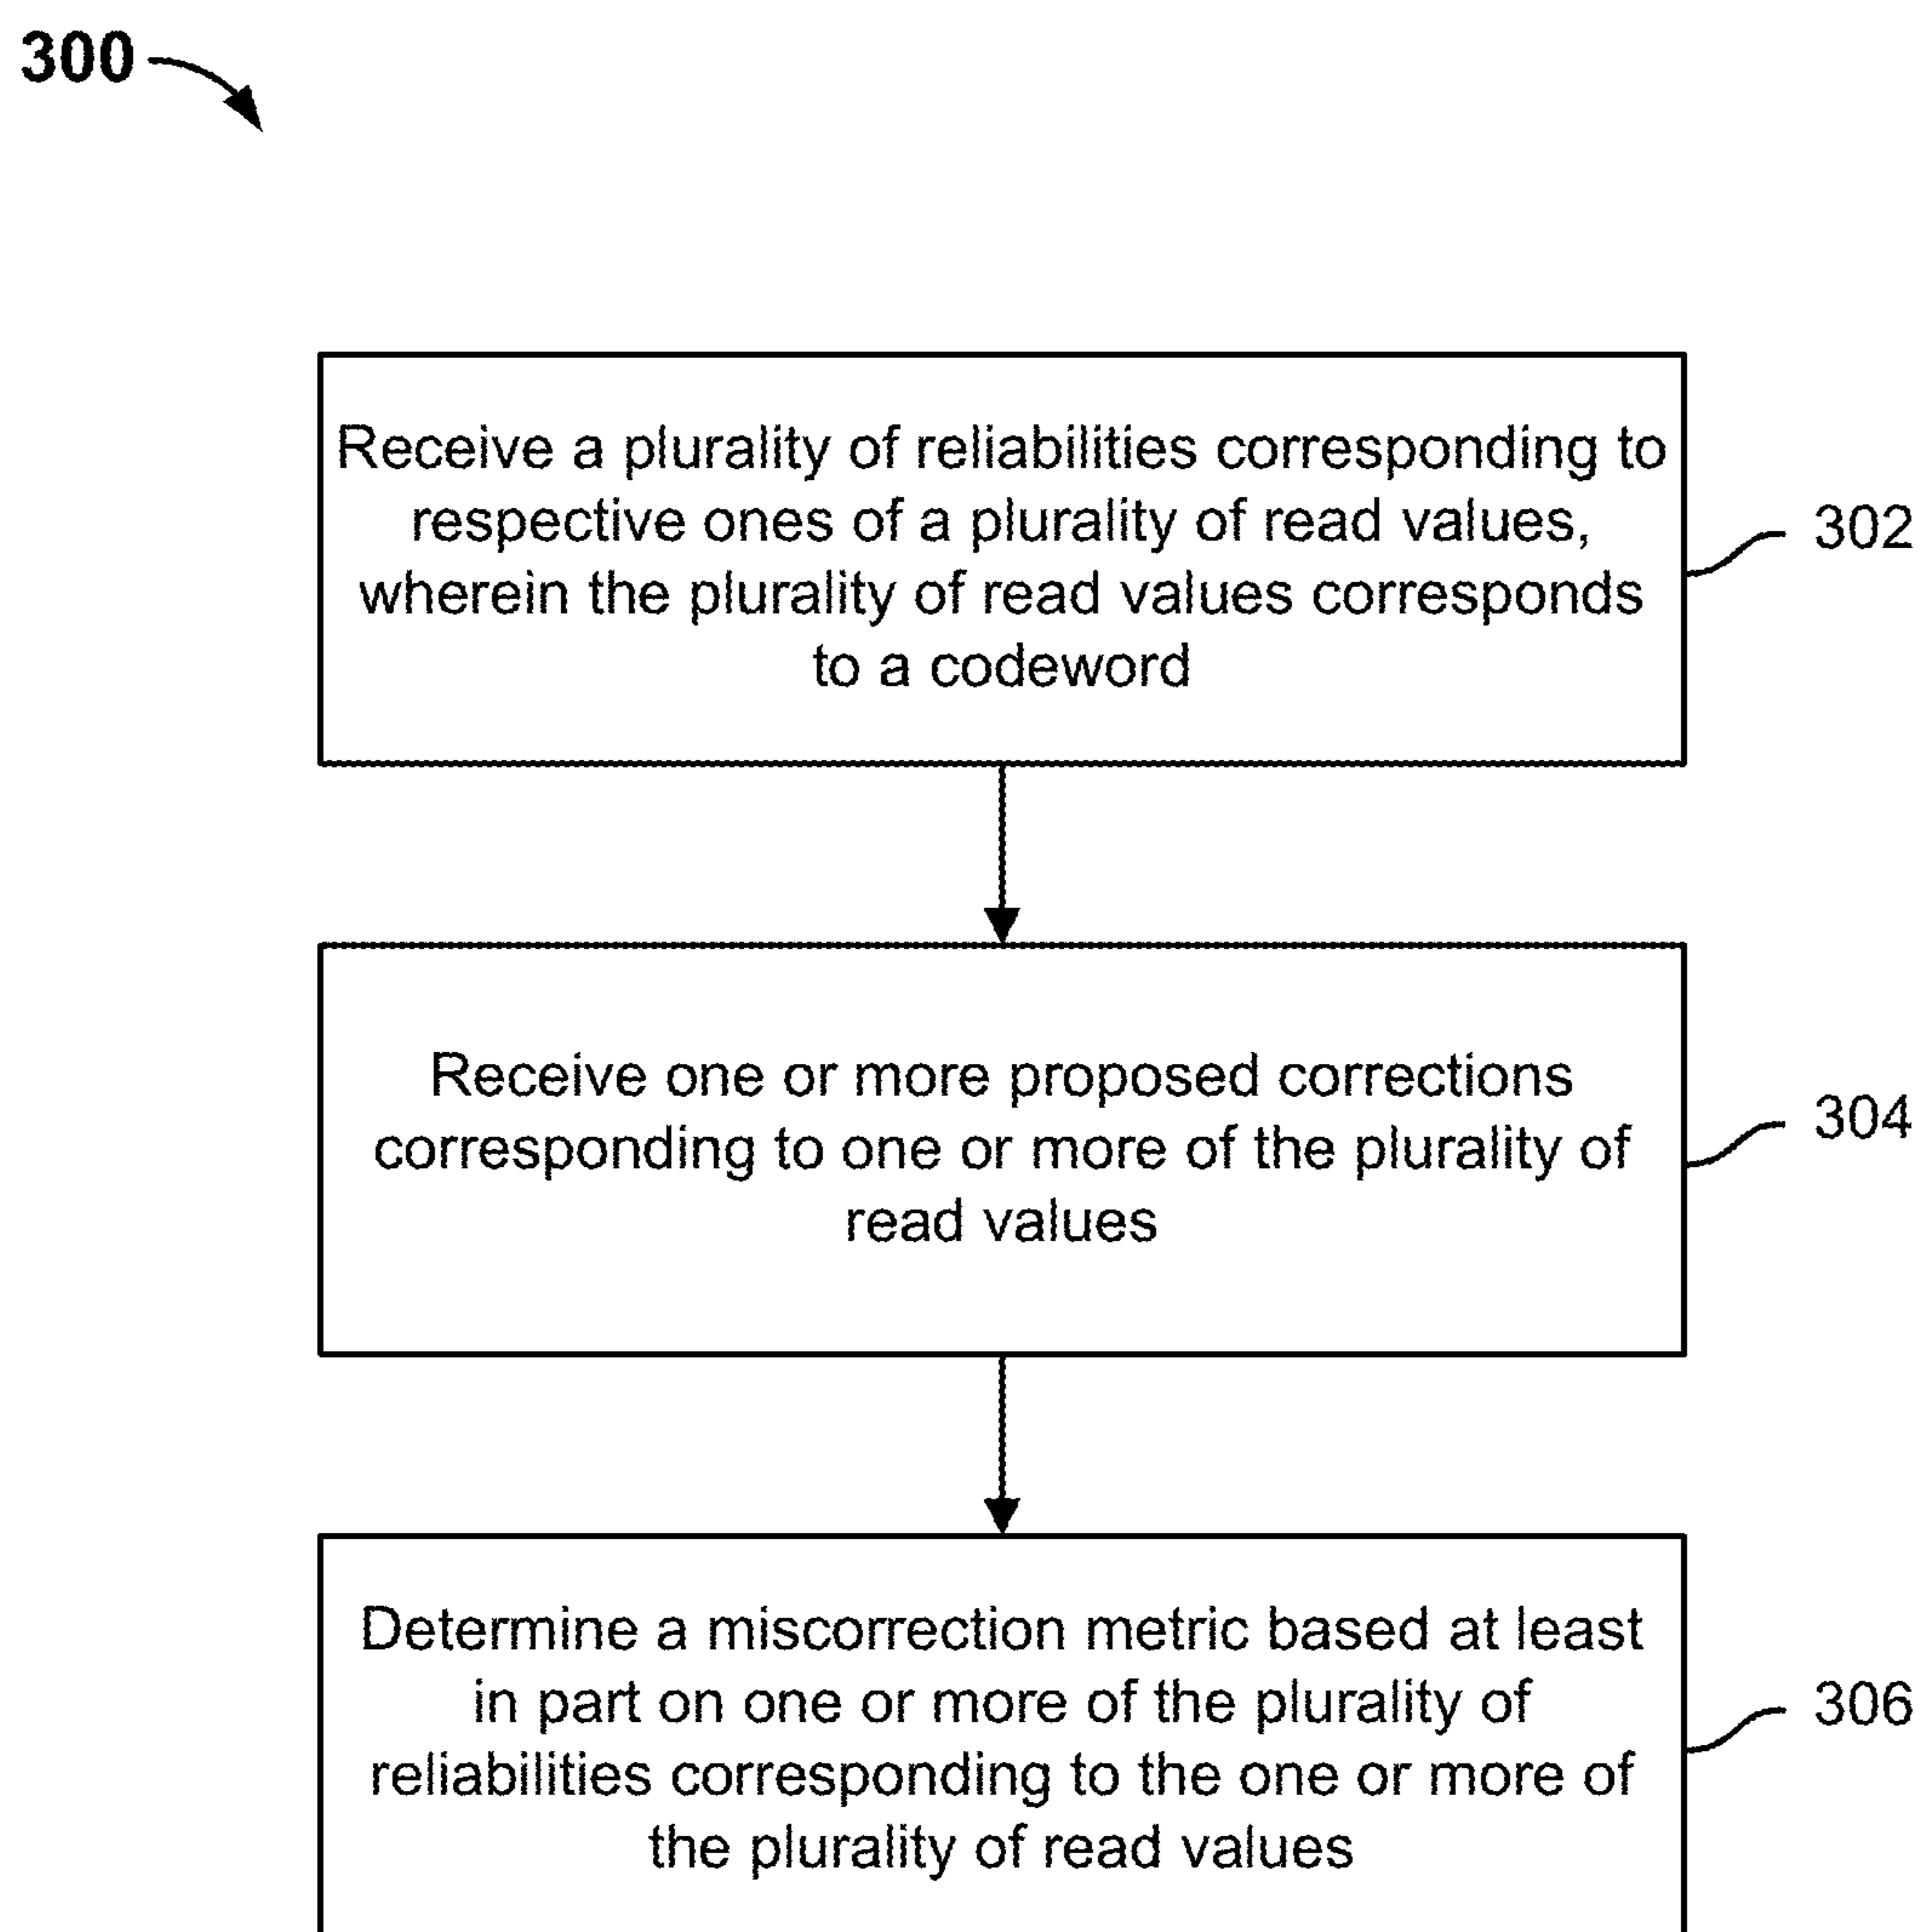 300
Receive a plurality of reliabilities corresponding to
respective ones of a plurality of read values,
wherein the plurality of read values corresponds
to a codeword
302
Receive one or more proposed corrections
corresponding to one or more of the plurality of
read values
304
Determine a miscorrection metric based at least
in part on one or more of the plurality of
reliabilities corresponding to the one or more of
the plurality of read values
306